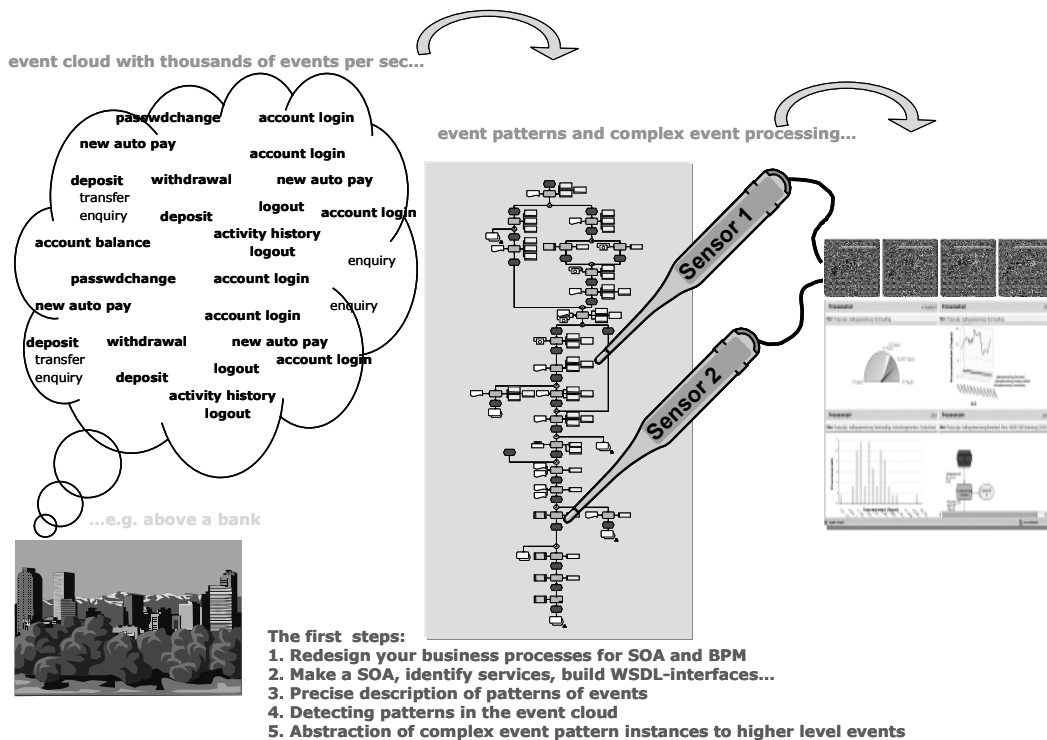 event cloud with thousands of events per sec...
passwdchange account login
new auto pay
account login
deposit withdrawal new auto pay
transfer
enquiry deposit logout account login
account balance activity history
logout enquiry
passwdchange account login
new auto pay enquiry
account login
deposit withdrawal new auto pay
transfer account login
enquiry deposit logout
activity history
logout
...e.g. above a bank
event patterns and complex event processing...
Sensor 1
Sensor 2
The first steps:
1. Redesign your business processes for SOA and BPM
2. Make a SOA, identify services, build WSDL-interfaces...
3. Precise description of patterns of events
4. Detecting patterns in the event cloud
5. Abstraction of complex event pattern instances to higher level events